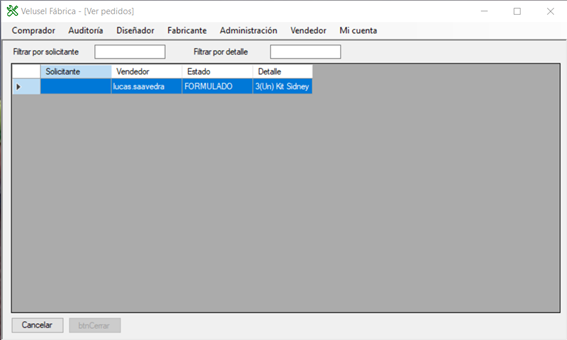 Velusel Fábrica - [Ver pedidos]
Comprador Auditoría Diseñador Fabricante Administración Vendedor Mi cuenta
Filtrar por solicitante Filtrar por detalle
Solicitante Vendedor Estado Detalle
lucas saavedra FORMULADO 3(Un) Kit Sidney
Cancelar btnCerrar